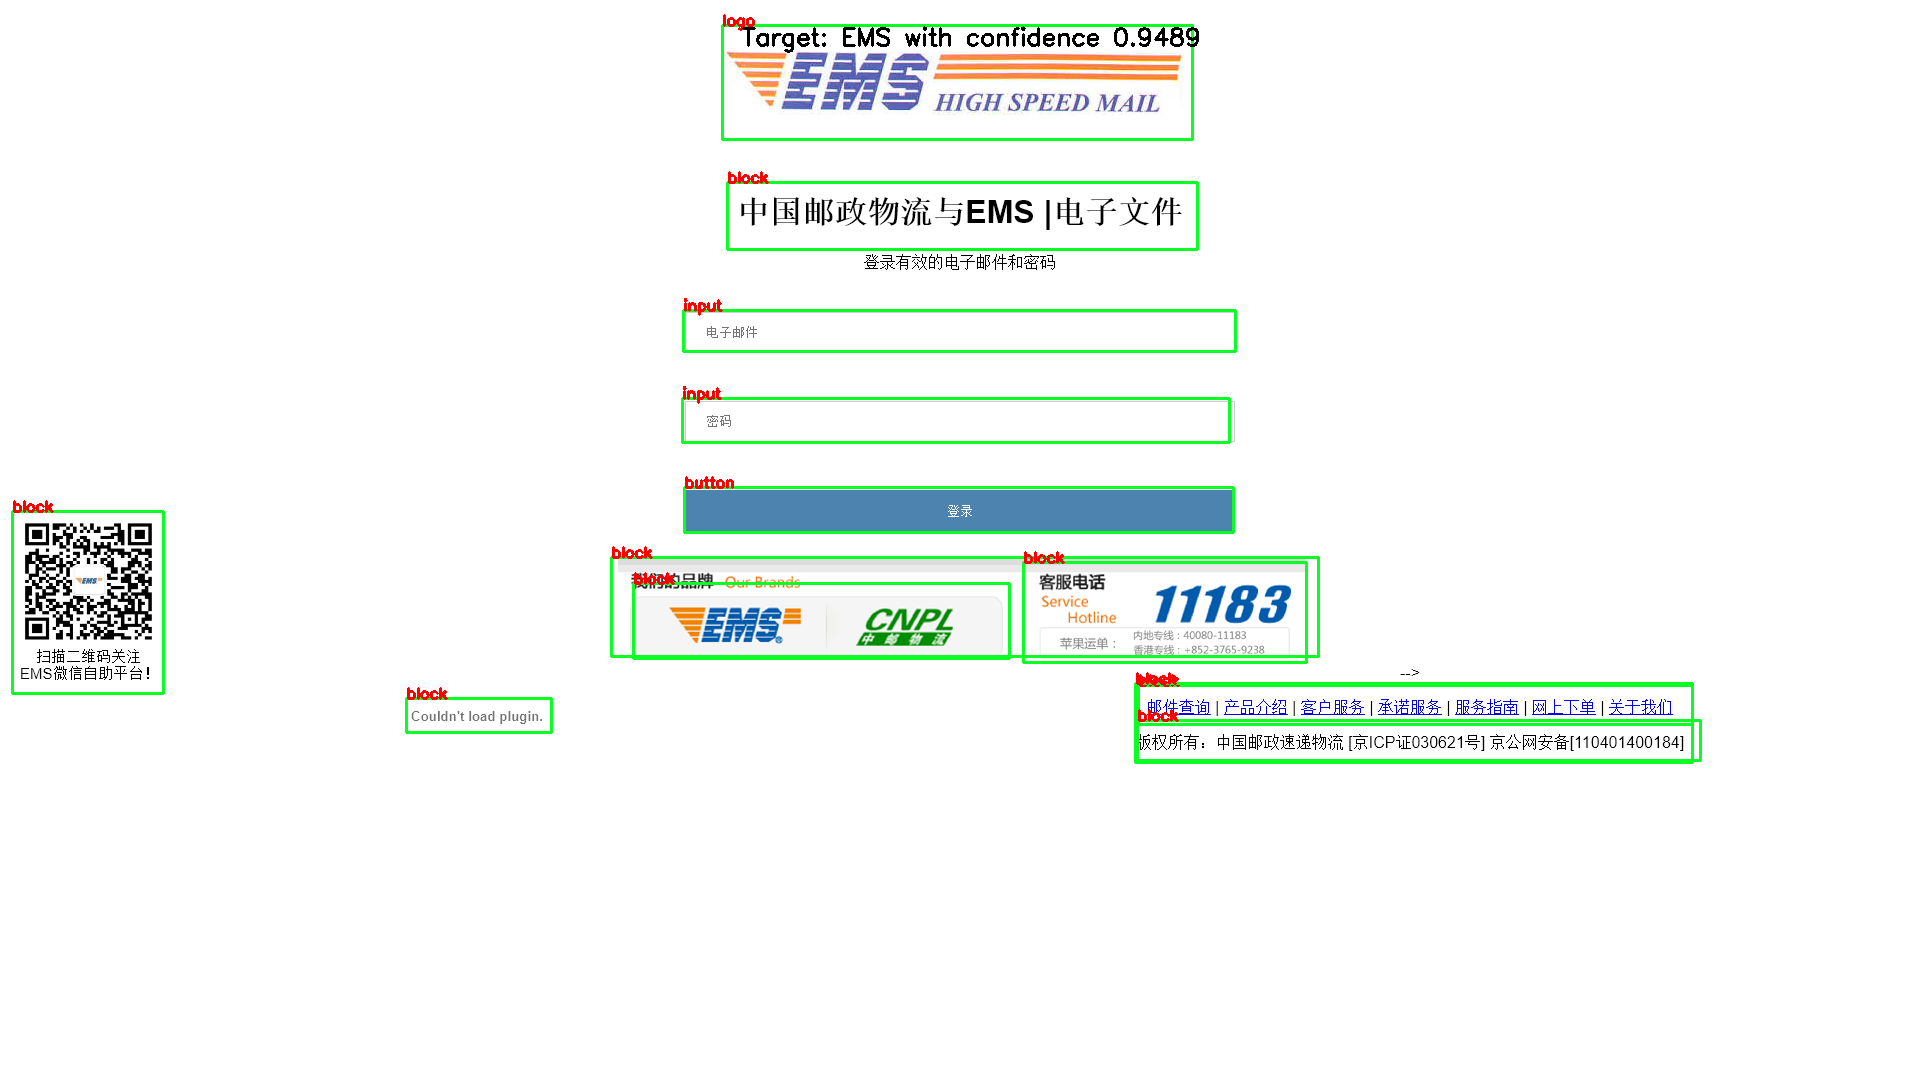 logo
Target: EMS with confidence 0.9489
EMS HIGH SPEED MAIL
block
中国邮政物流与EMS |电子文件
登录有效的电子邮件和密码
input
电子邮件
input
密码
button
登录
block
EMS
扫描二维码关注
EMS微信自助平台!
block
block
我们的品牌 Our Brands
EMS®
CNPL
中邮物流
block
客服电话
Service
Hotline
11183
苹果运单: 内地专线:40080-11183
香港专线:+852-3765-9238
-->
block
Couldn't load plugin.
block
邮件查询 | 产品介绍 | 客户服务 | 承诺服务 | 服务指南 | 网上下单 | 关于我们
block
版权所有：中国邮政速递物流 [京ICP证030621号] 京公网安备[110401400184]